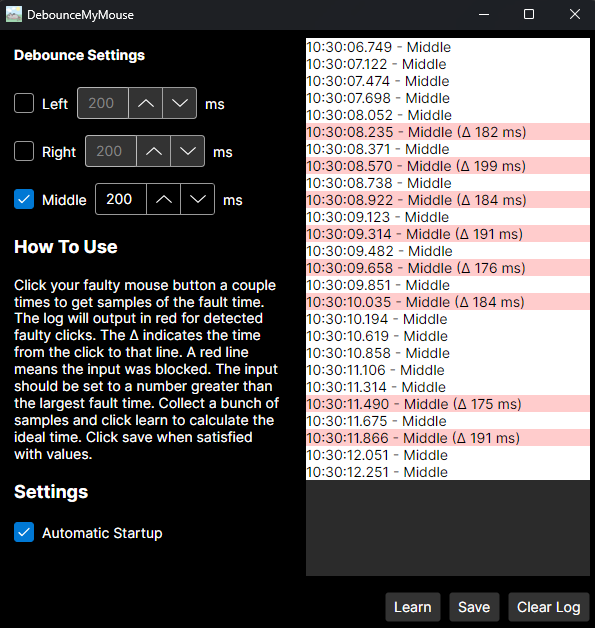 DebounceMyMouse
Debounce Settings
Left 200 ms
Right 200 ms
Middle 200 ms
How To Use
Click your faulty mouse button a couple
times to get samples of the fault time.
The log will output in red for detected
faulty clicks. The Δ indicates the time
from the click to that line. A red line
means the input was blocked. The input
should be set to a number greater than
the largest fault time. Collect a bunch of
samples and click learn to calculate the
ideal time. Click save when satisfied
with values.
Settings
Automatic Startup
10:30:06.749 - Middle
10:30:07.122 - Middle
10:30:07.474 - Middle
10:30:07.698 - Middle
10:30:08.052 - Middle
10:30:08.235 - Middle (Δ 182 ms)
10:30:08.371 - Middle
10:30:08.570 - Middle (Δ 199 ms)
10:30:08.738 - Middle
10:30:08.922 - Middle (Δ 184 ms)
10:30:09.123 - Middle
10:30:09.314 - Middle (Δ 191 ms)
10:30:09.482 - Middle
10:30:09.658 - Middle (Δ 176 ms)
10:30:09.851 - Middle
10:30:10.035 - Middle (Δ 184 ms)
10:30:10.194 - Middle
10:30:10.619 - Middle
10:30:10.858 - Middle
10:30:11.106 - Middle
10:30:11.314 - Middle
10:30:11.490 - Middle (Δ 175 ms)
10:30:11.675 - Middle
10:30:11.866 - Middle (Δ 191 ms)
10:30:12.051 - Middle
10:30:12.251 - Middle
Learn Save Clear Log